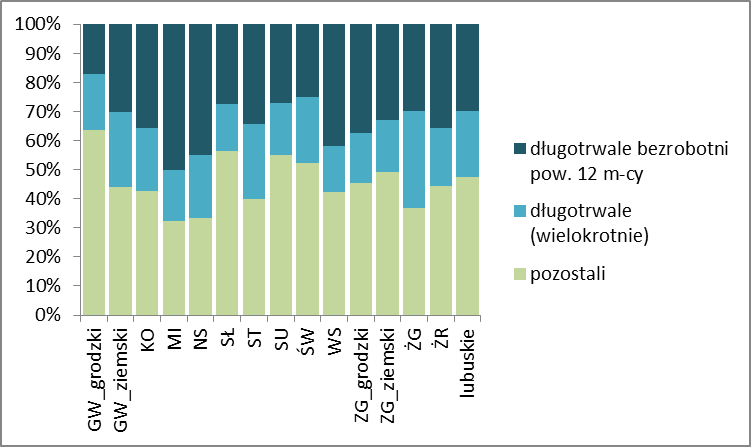 100%
90%
80%
70%
60%
50%
40%
30%
20%
10%
0%
GW_grodzki
GW_ziemski
KO
MI
NS
SŁ
ST
SU
ŚW
WS
ZG_grodzki
ZG_ziemski
ŻG
ŻR
lubuskie
długotrwale bezrobotni
pow. 12 m-cy
długotrwale
(wielokrotnie)
pozostali